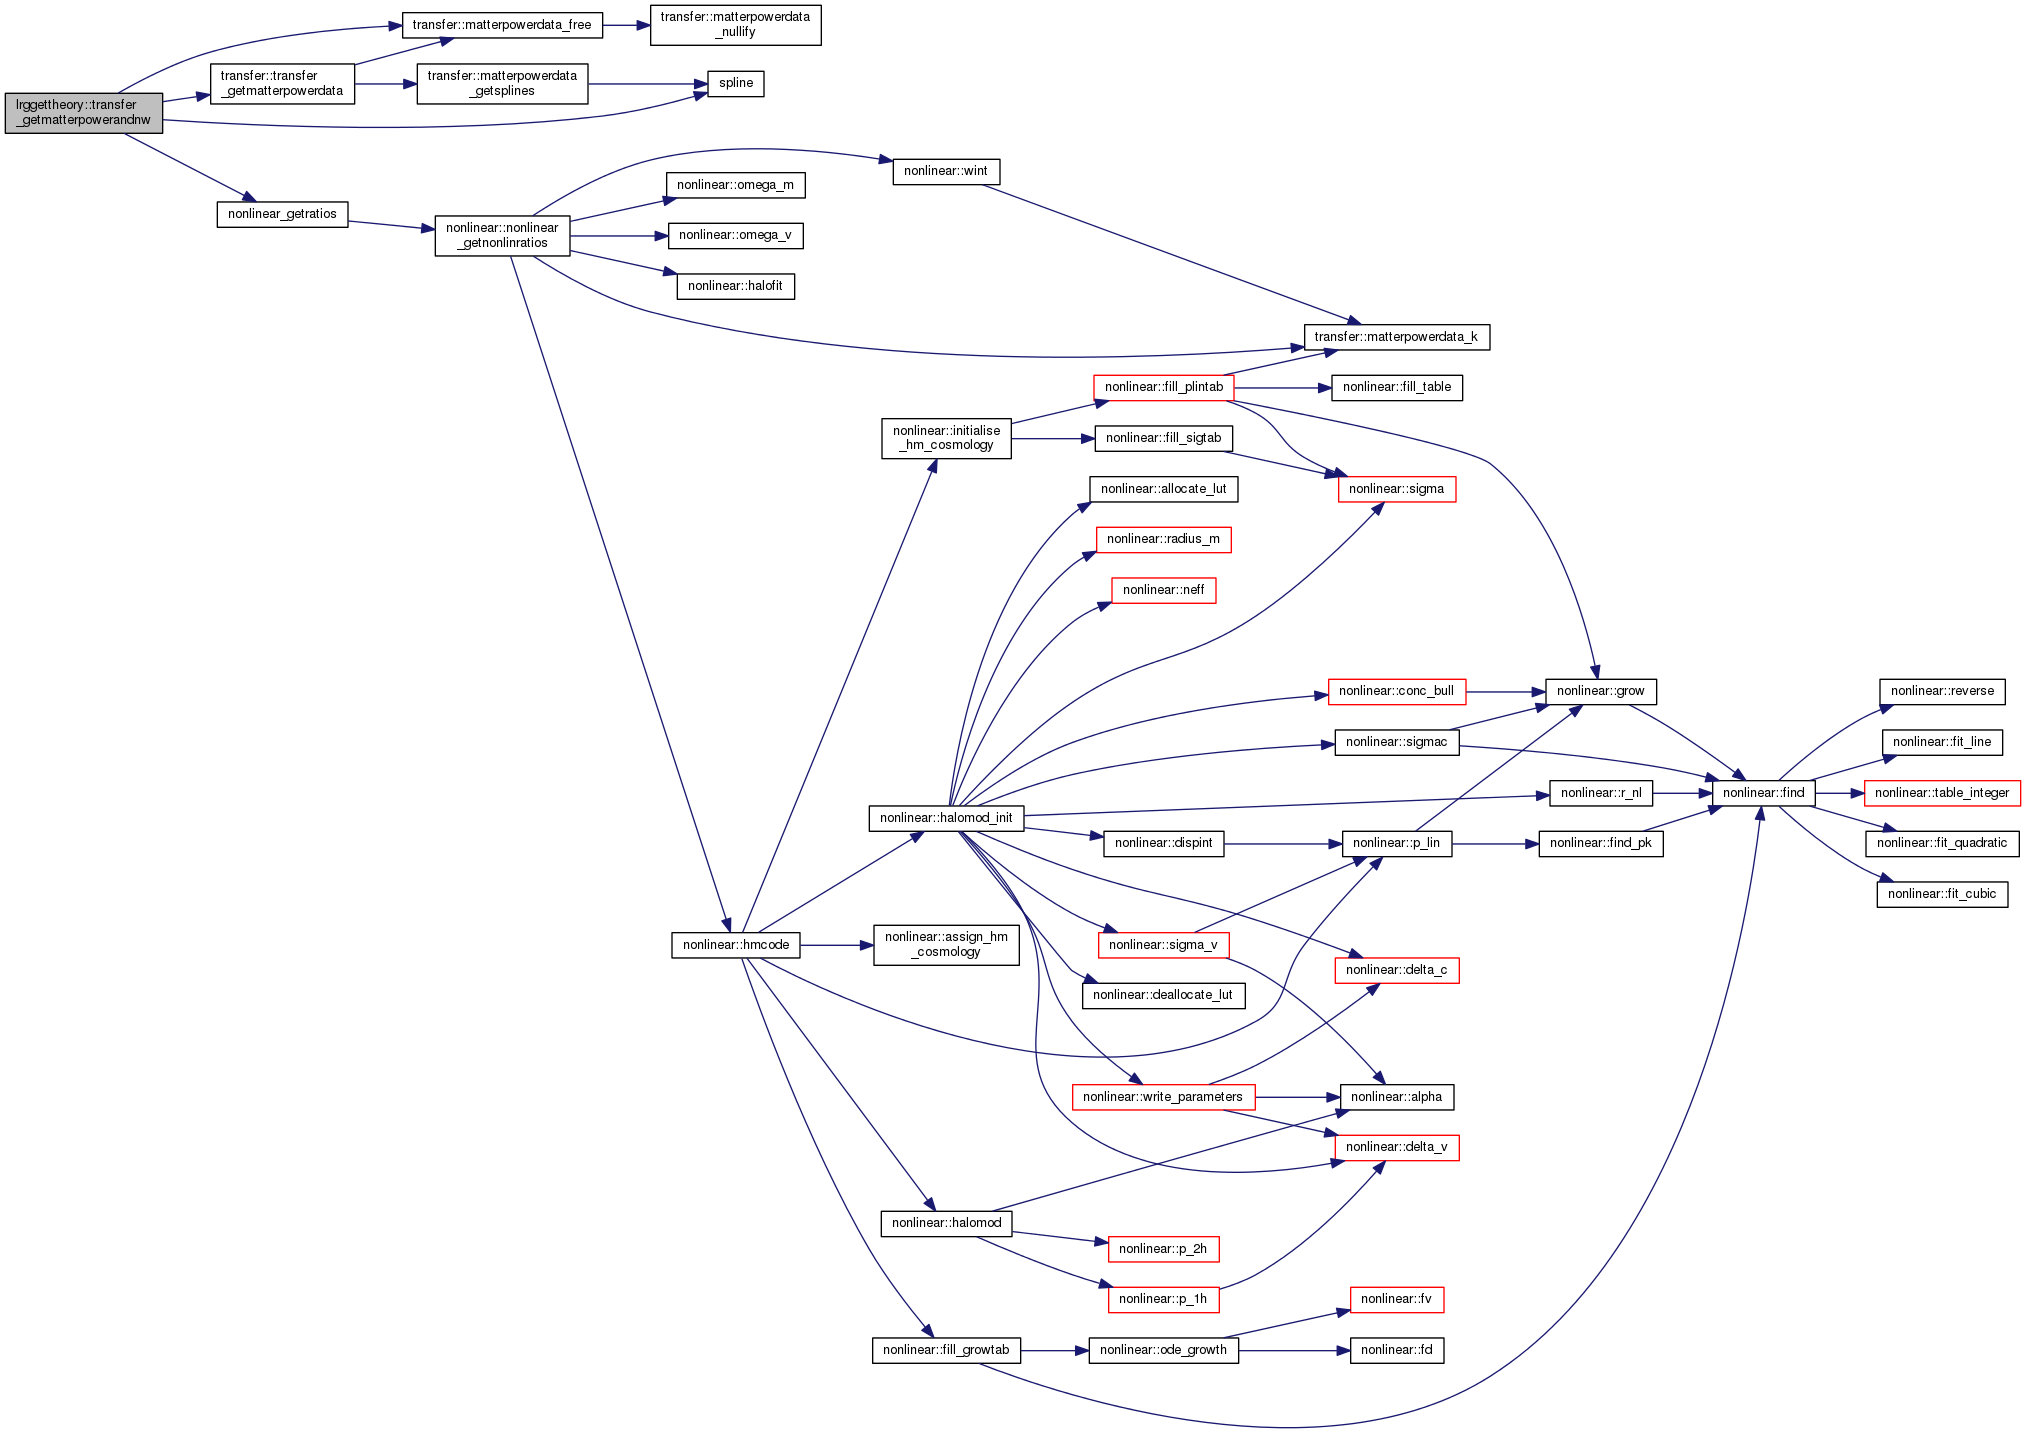 transfer::matterpowerdata_free
transfer::matterpowerdata
_nullify
transfer::transfer
_getmatterpowerdata
transfer::matterpowerdata
_getsplines
spline
lrggettheory::transfer
_getmatterpowerandnw
nonlinear::wint
nonlinear::omega_m
nonlinear_getratios
nonlinear::nonlinear
_getnonlinratios
nonlinear::omega_v
nonlinear::halofit
transfer::matterpowerdata_k
nonlinear::fill_plintab
nonlinear::fill_table
nonlinear::initialise
_hm_cosmology
nonlinear::fill_sigtab
nonlinear::allocate_lut
nonlinear::sigma
nonlinear::radius_m
nonlinear::neff
nonlinear::conc_bull
nonlinear::grow
nonlinear::reverse
nonlinear::sigmac
nonlinear::fit_line
nonlinear::r_nl
nonlinear::find
nonlinear::table_integer
nonlinear::halomod_init
nonlinear::dispint
nonlinear::p_lin
nonlinear::find_pk
nonlinear::fit_quadratic
nonlinear::fit_cubic
nonlinear::hmcode
nonlinear::assign_hm
_cosmology
nonlinear::sigma_v
nonlinear::delta_c
nonlinear::deallocate_lut
nonlinear::write_parameters
nonlinear::alpha
nonlinear::delta_v
nonlinear::halomod
nonlinear::p_2h
nonlinear::p_1h
nonlinear::fv
nonlinear::fill_growtab
nonlinear::ode_growth
nonlinear::fd